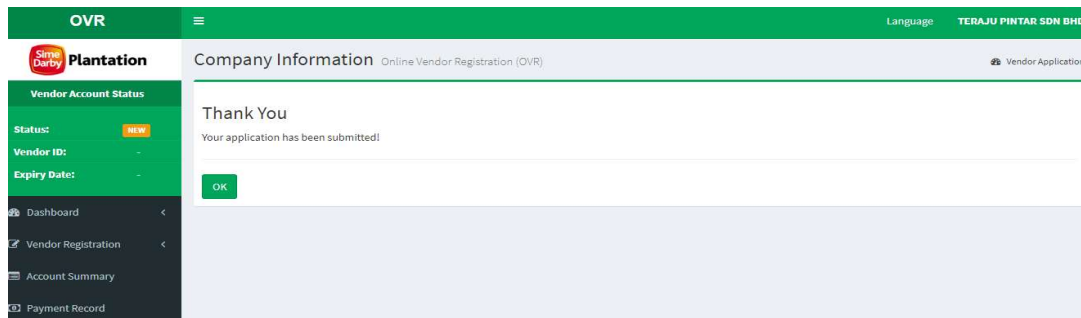 OVR
Language TERAJU PINTAR SDN BHD
Sime Darby Plantation
Company Information Online Vendor Registration (OVR)
Vendor Application
Vendor Account Status
Status: NEW
Vendor ID: -
Expiry Date: -
Thank You
Your application has been submitted!
OK
Dashboard
Vendor Registration
Account Summary
Payment Record